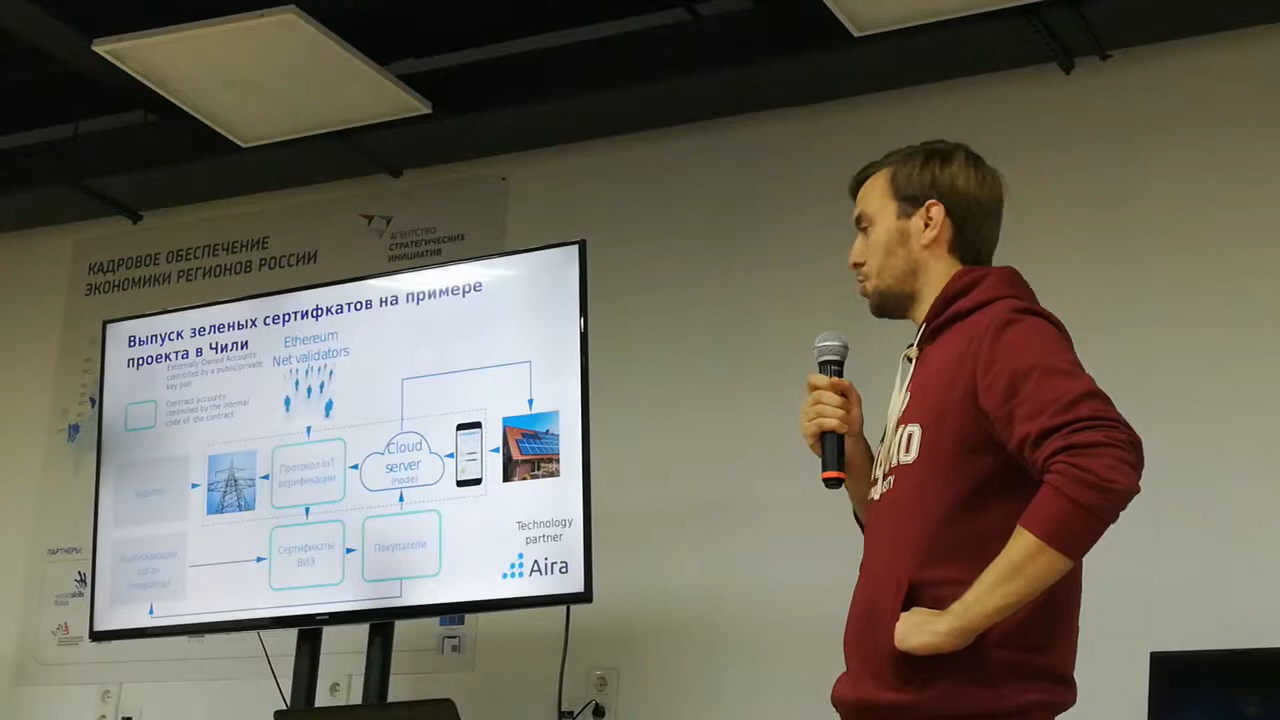 КАДРОВОЕ ОБЕСПЕЧЕНИЕ
ЭКОНОМИКИ РЕГИОНОВ РОССИИ
АГЕНТСТВО
СТРАТЕГИЧЕСКИХ
ИНИЦИАТИВ
Выпуск зеленых сертифкатов на примере
проекта в Чили
Externally Owned Accounts
controlled by a public/private
key pair
Contract accounts
controlled by the internal
code of the contract
Ethereum
Net validators
Протокол IoT
верификации
Cloud
server
(node)
Сертификаты
ВИЭ
Покупатели
Technology
partner
Aira
ПАРТНЕРЫ: